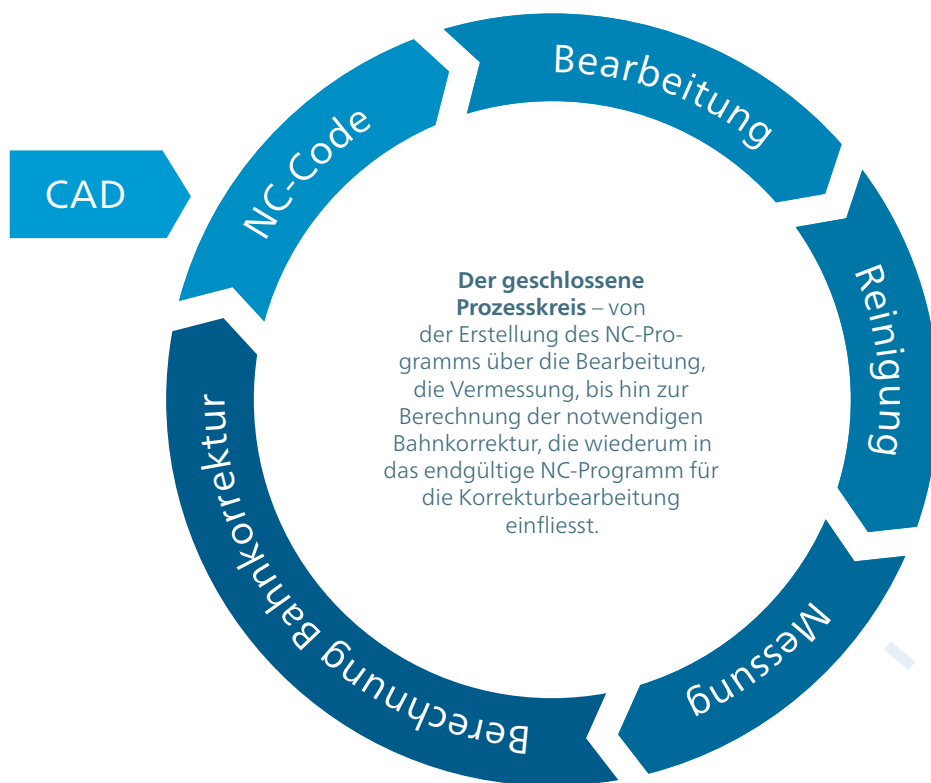 CAD
NC-Code
Bearbeitung
Reinigung
Messung
Berechnung Bahnkorrektur
Der geschlossene
Prozesskreis – von
der Erstellung des NC-Pro-
gramms über die Bearbeitung,
die Vermessung, bis hin zur
Berechnung der notwendigen
Bahnkorrektur, die wiederum in
das endgültige NC-Programm für
die Korrekturbearbeitung
einfliesst.